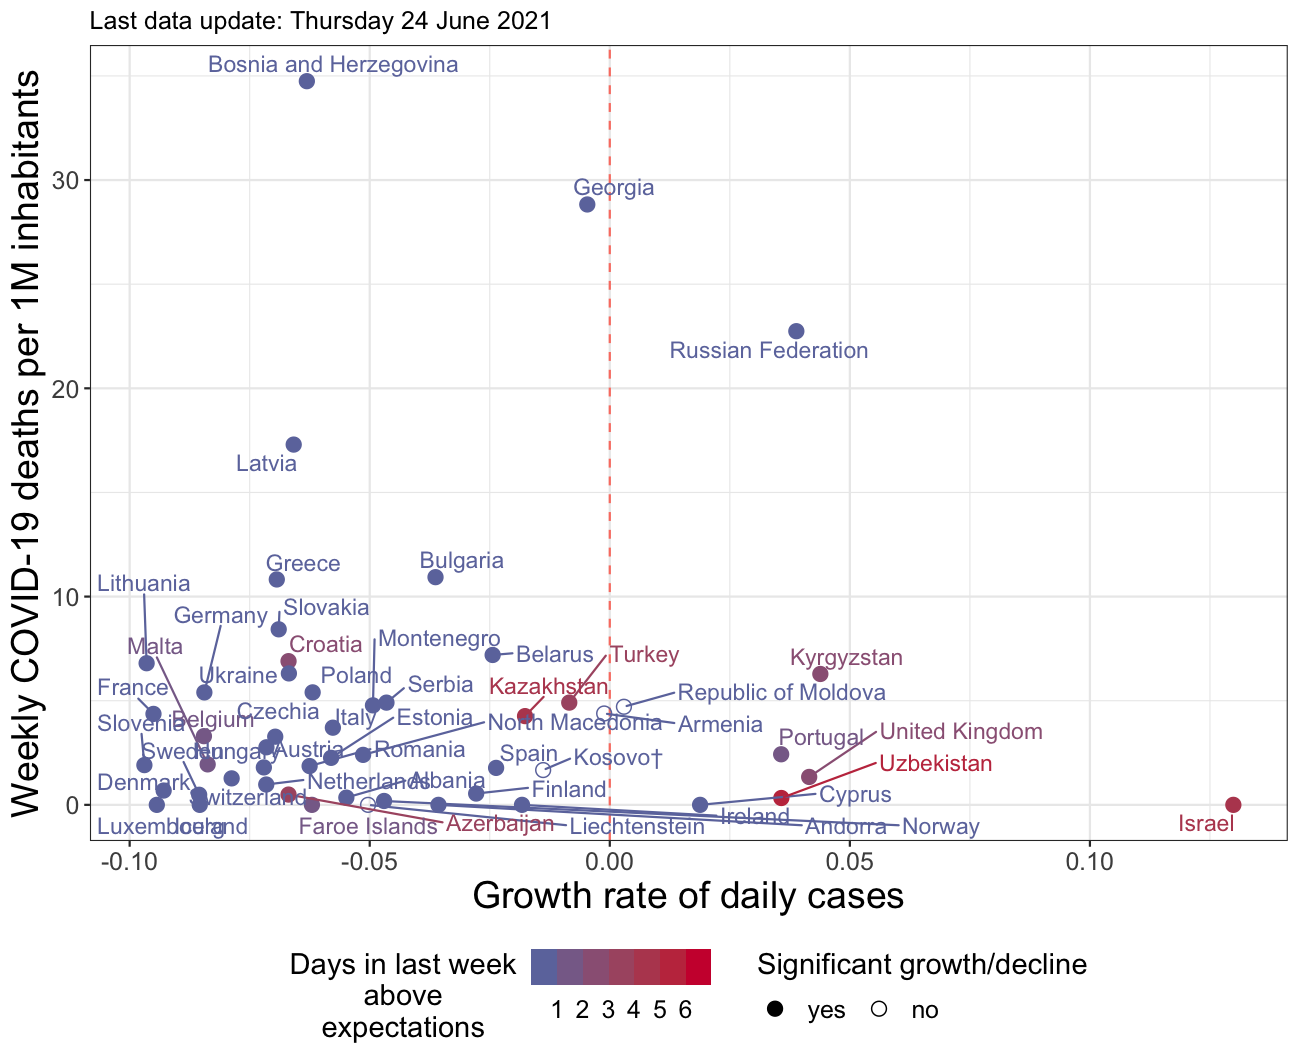 Last data update: Thursday 24 June 2021
Weekly COVID-19 deaths per 1M inhabitants
30
20
10
0
Bosnia and Herzegovina
Georgia
Russian Federation
Latvia
Bulgaria
Greece
Lithuania
Slovakia
Germany
Montenegro
Malta
Croatia
Belarus
Turkey
Kyrgyzstan
Ukraine
Poland
Serbia
Kazakhstan
France
Republic of Moldova
Czechia
Italy
Estonia
North Macedonia
Armenia
Slovenia
Belgium
Portugal
United Kingdom
Sweden
Hungary
Austria
Romania
Spain
Kosovo†
Uzbekistan
Denmark
Netherlands
Albania
Finland
Cyprus
Switzerland
Ireland
Luxembourg
Iceland
Faroe Islands
Azerbaijan
Liechtenstein
Andorra
Norway
Israel
-0.10
-0.05
0.00
0.05
0.10
Growth rate of daily cases
Days in last week
above
expectations
1 2 3 4 5 6
Significant growth/decline
yes
no